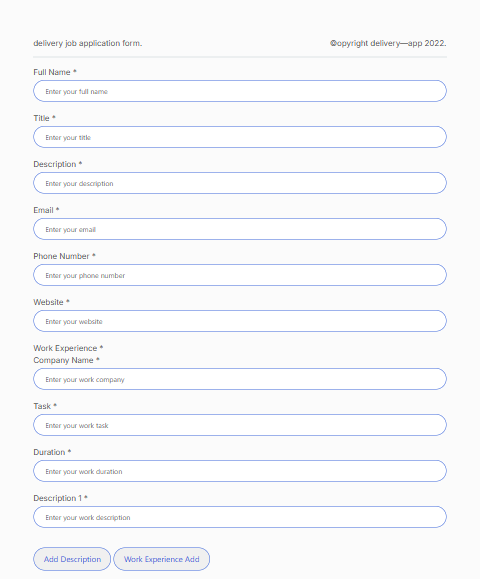 delivery job application form.
©opyright delivery—app 2022.
Full Name *
Enter your full name
Title *
Enter your title
Description *
Enter your description
Email *
Enter your email
Phone Number *
Enter your phone number
Website *
Enter your website
Work Experience *
Company Name *
Enter your work company
Task *
Enter your work task
Duration *
Enter your work duration
Description 1 *
Enter your work description
Add Description
Work Experience Add